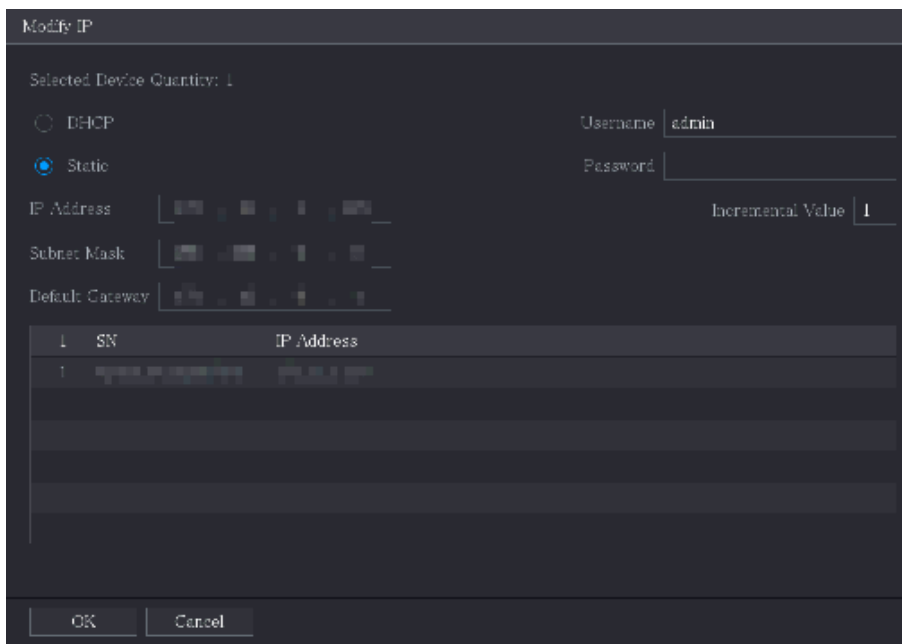 Modify IP
Selected Device Quantity: 1
DHCP
Username admin
Static
Password
IP Address
Incremental Value 1
Subnet Mask
Default Gateway
1 SN IP Address
1
OK Cancel